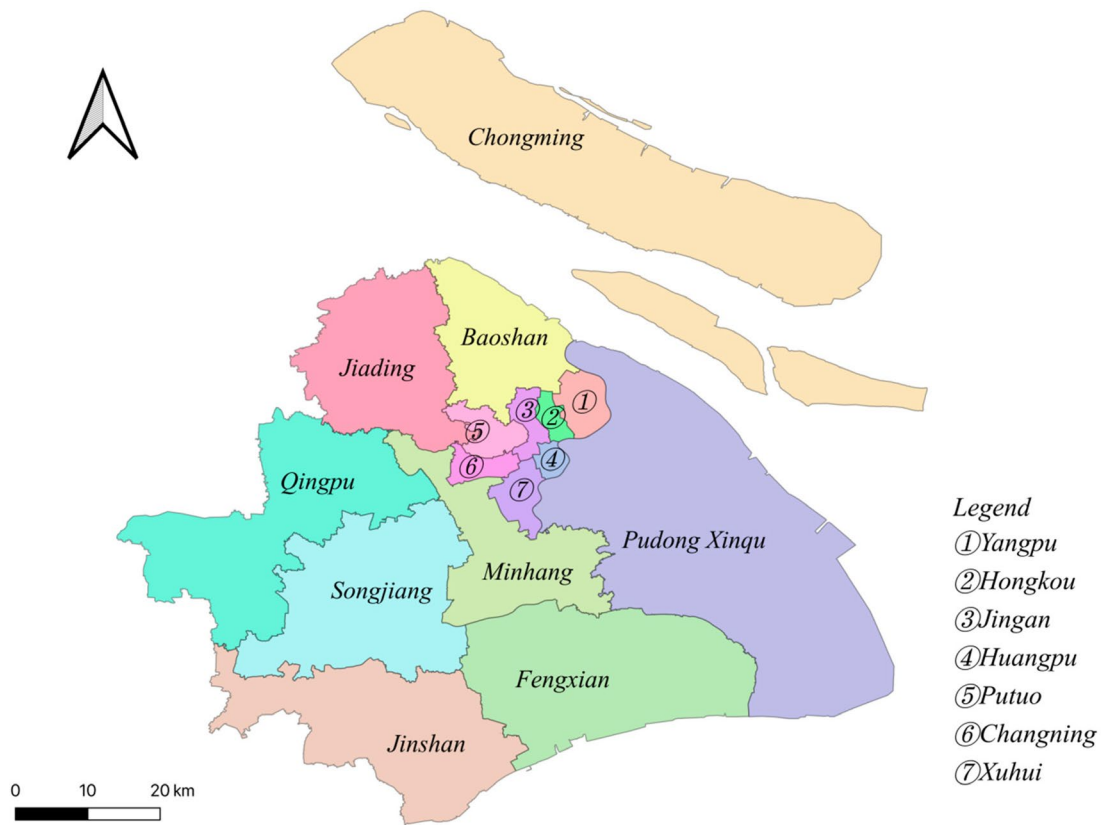 Chongming
Baoshan
Jiading
①
③
②
⑤
④
⑥
Qingpu
⑦
Legend
Pudong Xinqu
①Yangpu
Minhang
②Hongkou
Songjiang
③Jingan
④Huangpu
Fengxian
⑤Putuo
⑥Changning
Jinshan
⑦Xuhui
0 10 20 km